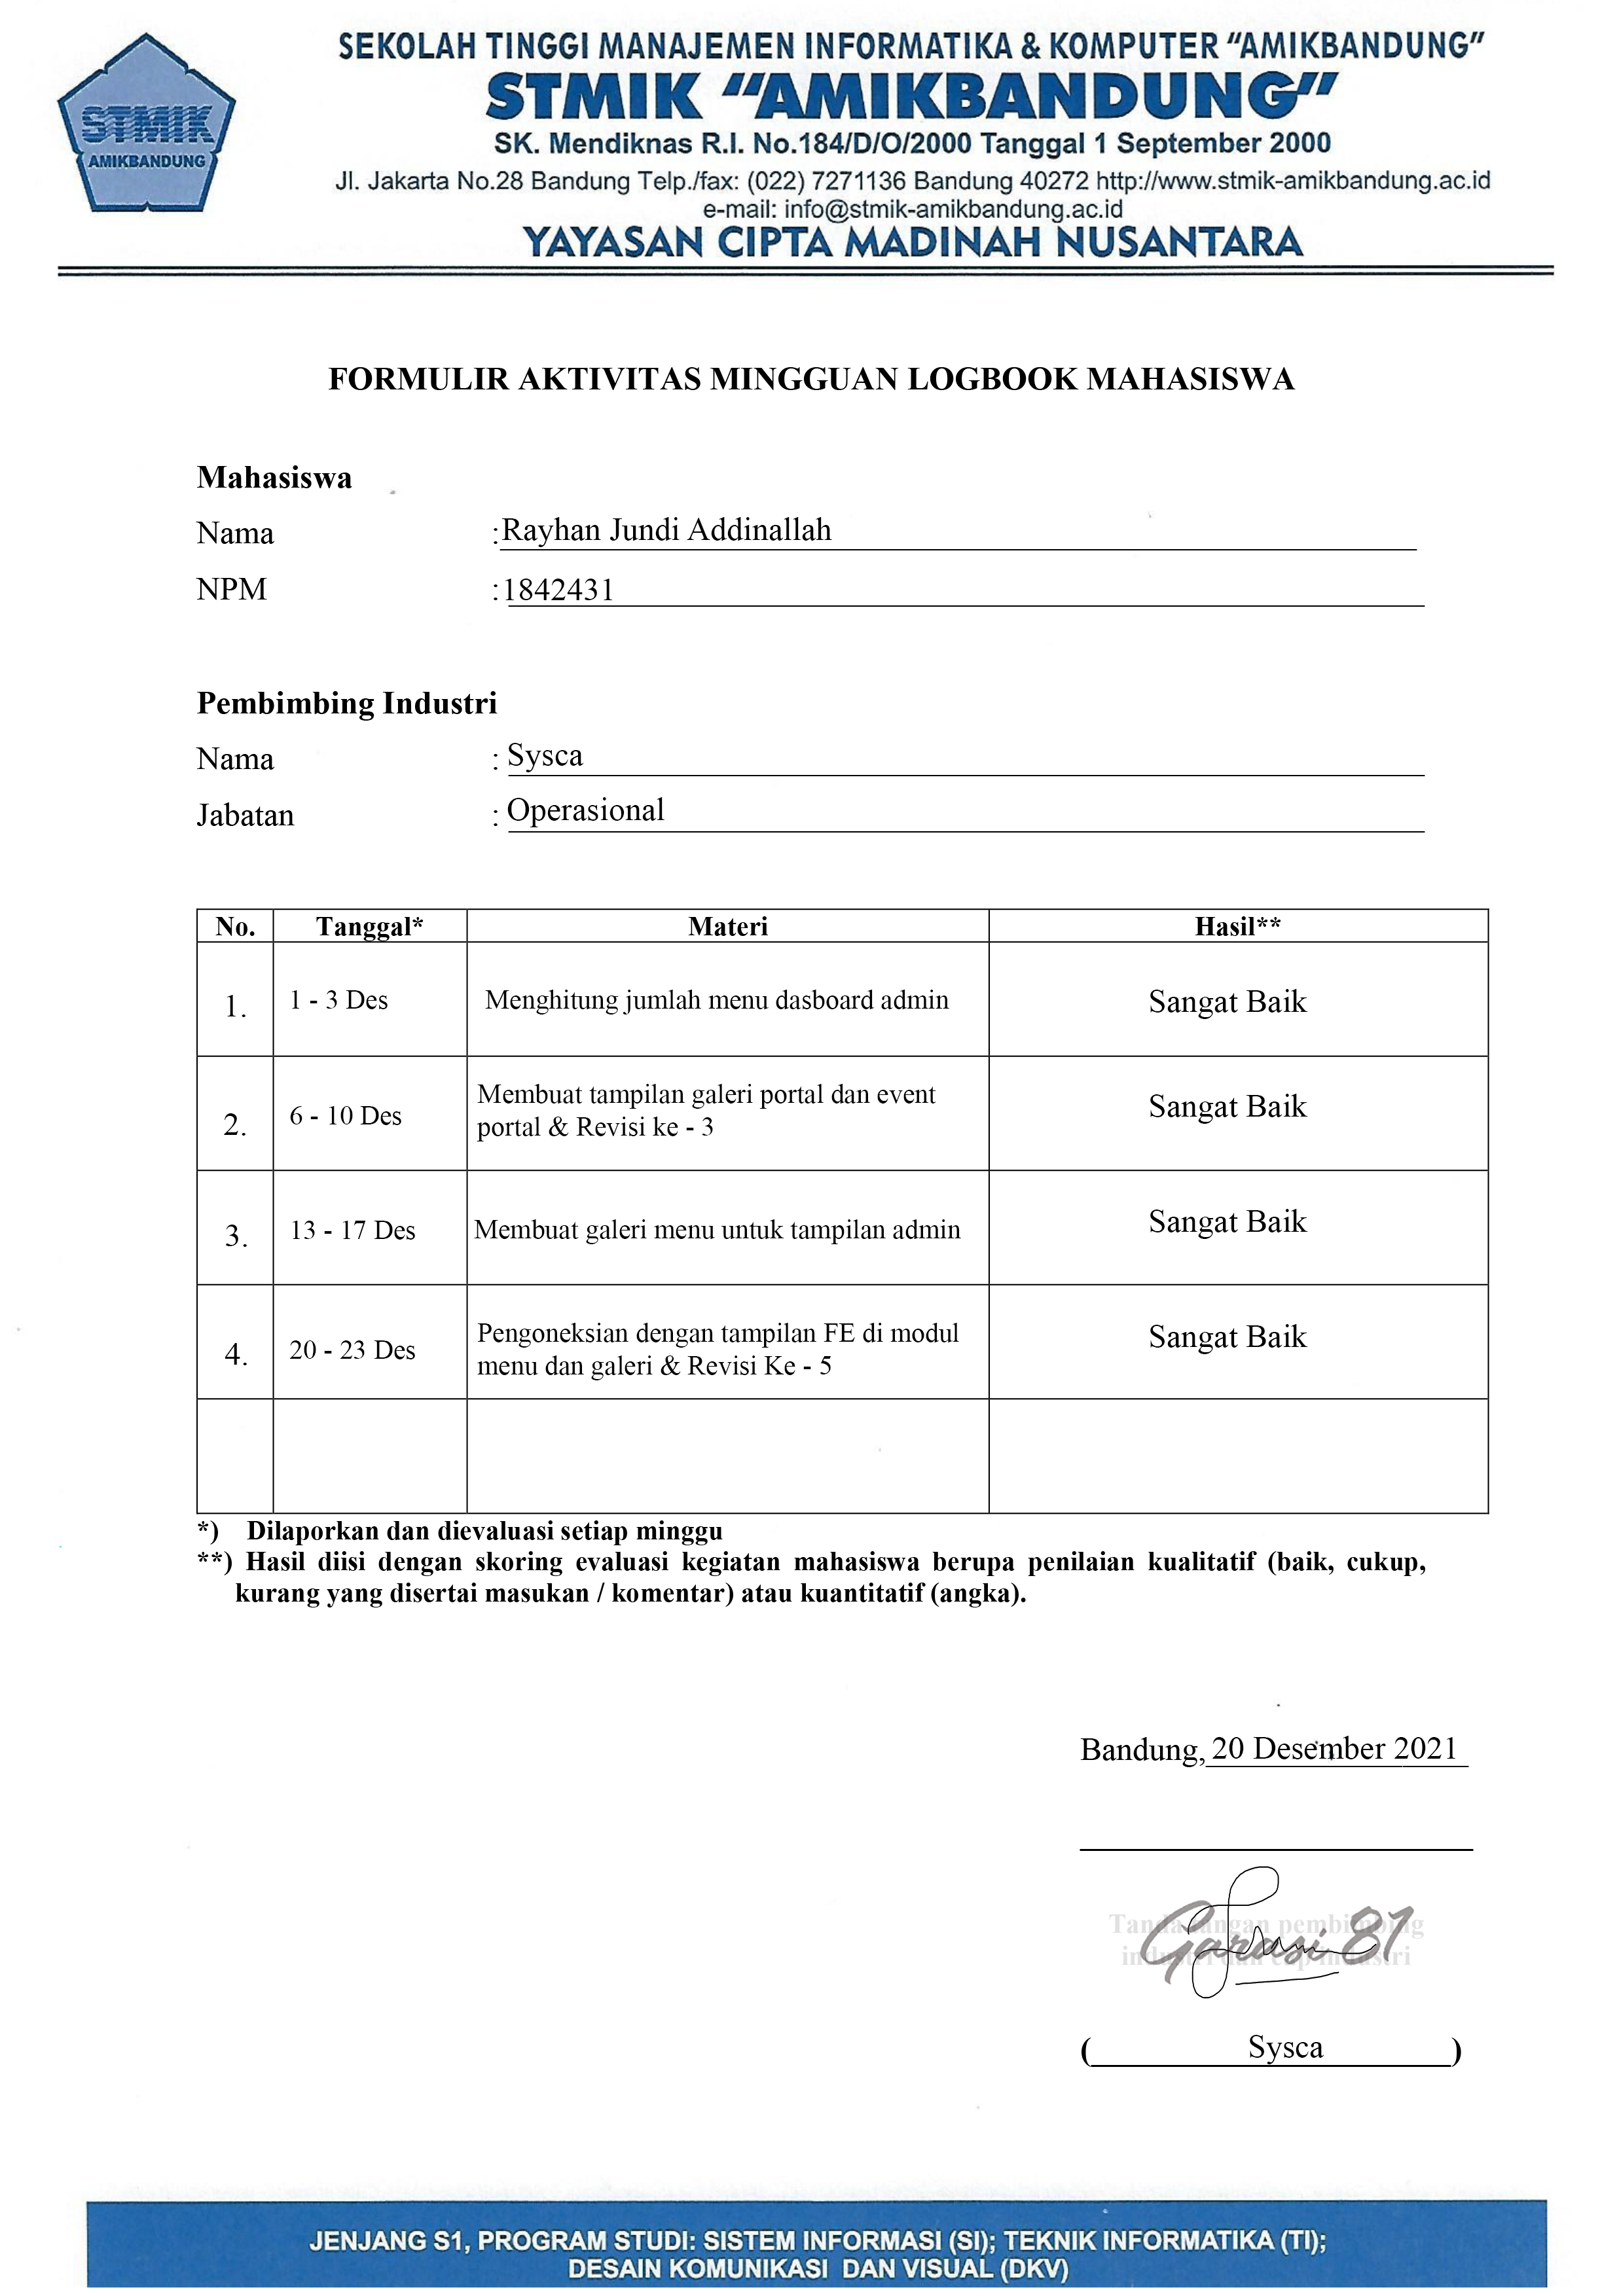 STMIK
AMIKBANDUNG
SEKOLAH TINGGI MANAJEMEN INFORMATIKA & KOMPUTER "AMIKBANDUNG"
STMIK "AMIKBANDUNG"
SK. Mendiknas R.I. No.184/D/O/2000 Tanggal 1 September 2000
Jl. Jakarta No.28 Bandung Telp./fax: (022) 7271136 Bandung 40272 http://www.stmik-amikbandung.ac.id
e-mail: info@stmik-amikbandung.ac.id
YAYASAN CIPTA MADINAH NUSANTARA
FORMULIR AKTIVITAS MINGGUAN LOGBOOK MAHASISWA
Mahasiswa
Nama : Rayhan Jundi Addinallah
NPM : 1842431
Pembimbing Industri
Nama : Sysca
Jabatan : Operasional
No. Tanggal* Materi Hasil**
1. 1 - 3 Des Menghitung jumlah menu dasboard admin Sangat Baik
2. 6 - 10 Des Membuat tampilan galeri portal dan event
portal & Revisi ke - 3 Sangat Baik
3. 13 - 17 Des Membuat galeri menu untuk tampilan admin Sangat Baik
4. 20 - 23 Des Pengoneksian dengan tampilan FE di modul
menu dan galeri & Revisi Ke - 5 Sangat Baik
*) Dilaporkan dan dievaluasi setiap minggu
**) Hasil diisi dengan skoring evaluasi kegiatan mahasiswa berupa penilaian kualitatif (baik, cukup,
kurang yang disertai masukan / komentar) atau kuantitatif (angka).
Bandung, 20 Desember 2021
Tanda tangan pembimbing
industri dan cap industri
Garasi 81
( Sysca )
JENJANG S1, PROGRAM STUDI: SISTEM INFORMASI (SI); TEKNIK INFORMATIKA (TI);
DESAIN KOMUNIKASI DAN VISUAL (DKV)